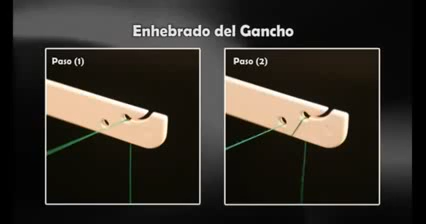 Enhebrado del Gancho
Paso (1)
Paso (2)